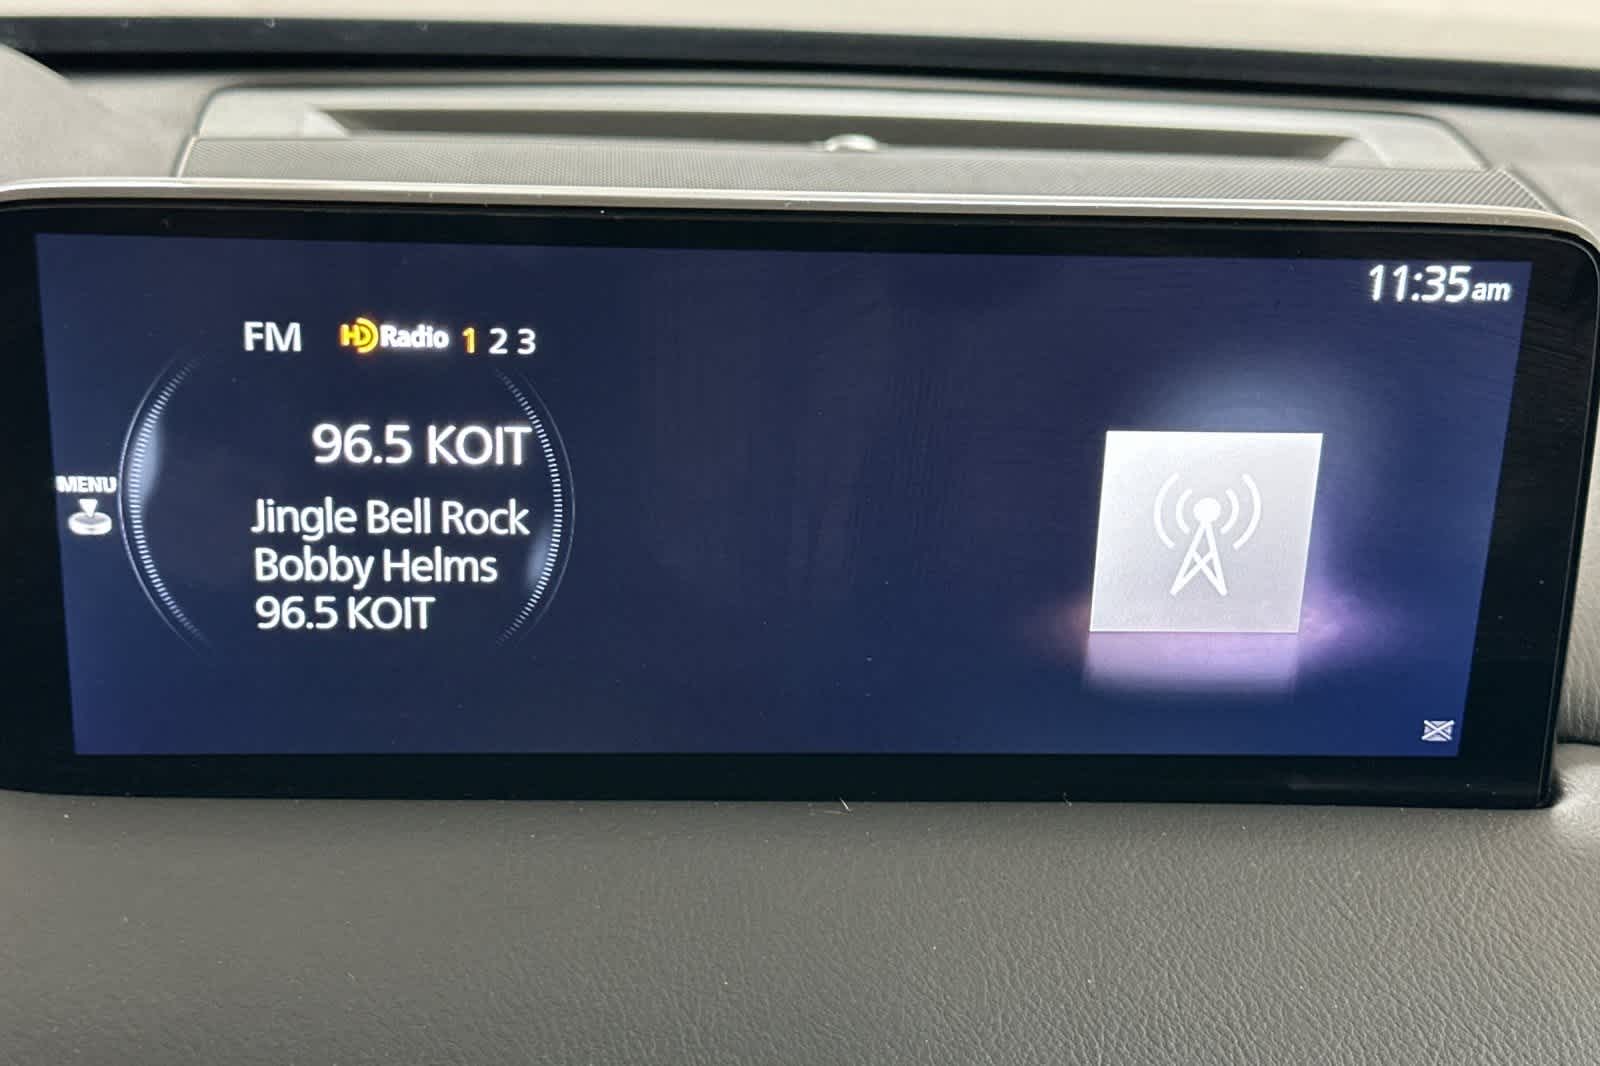 11:35am
FM HD Radio 1 2 3
96.5 KOIT
MENU
Jingle Bell Rock
Bobby Helms
96.5 KOIT